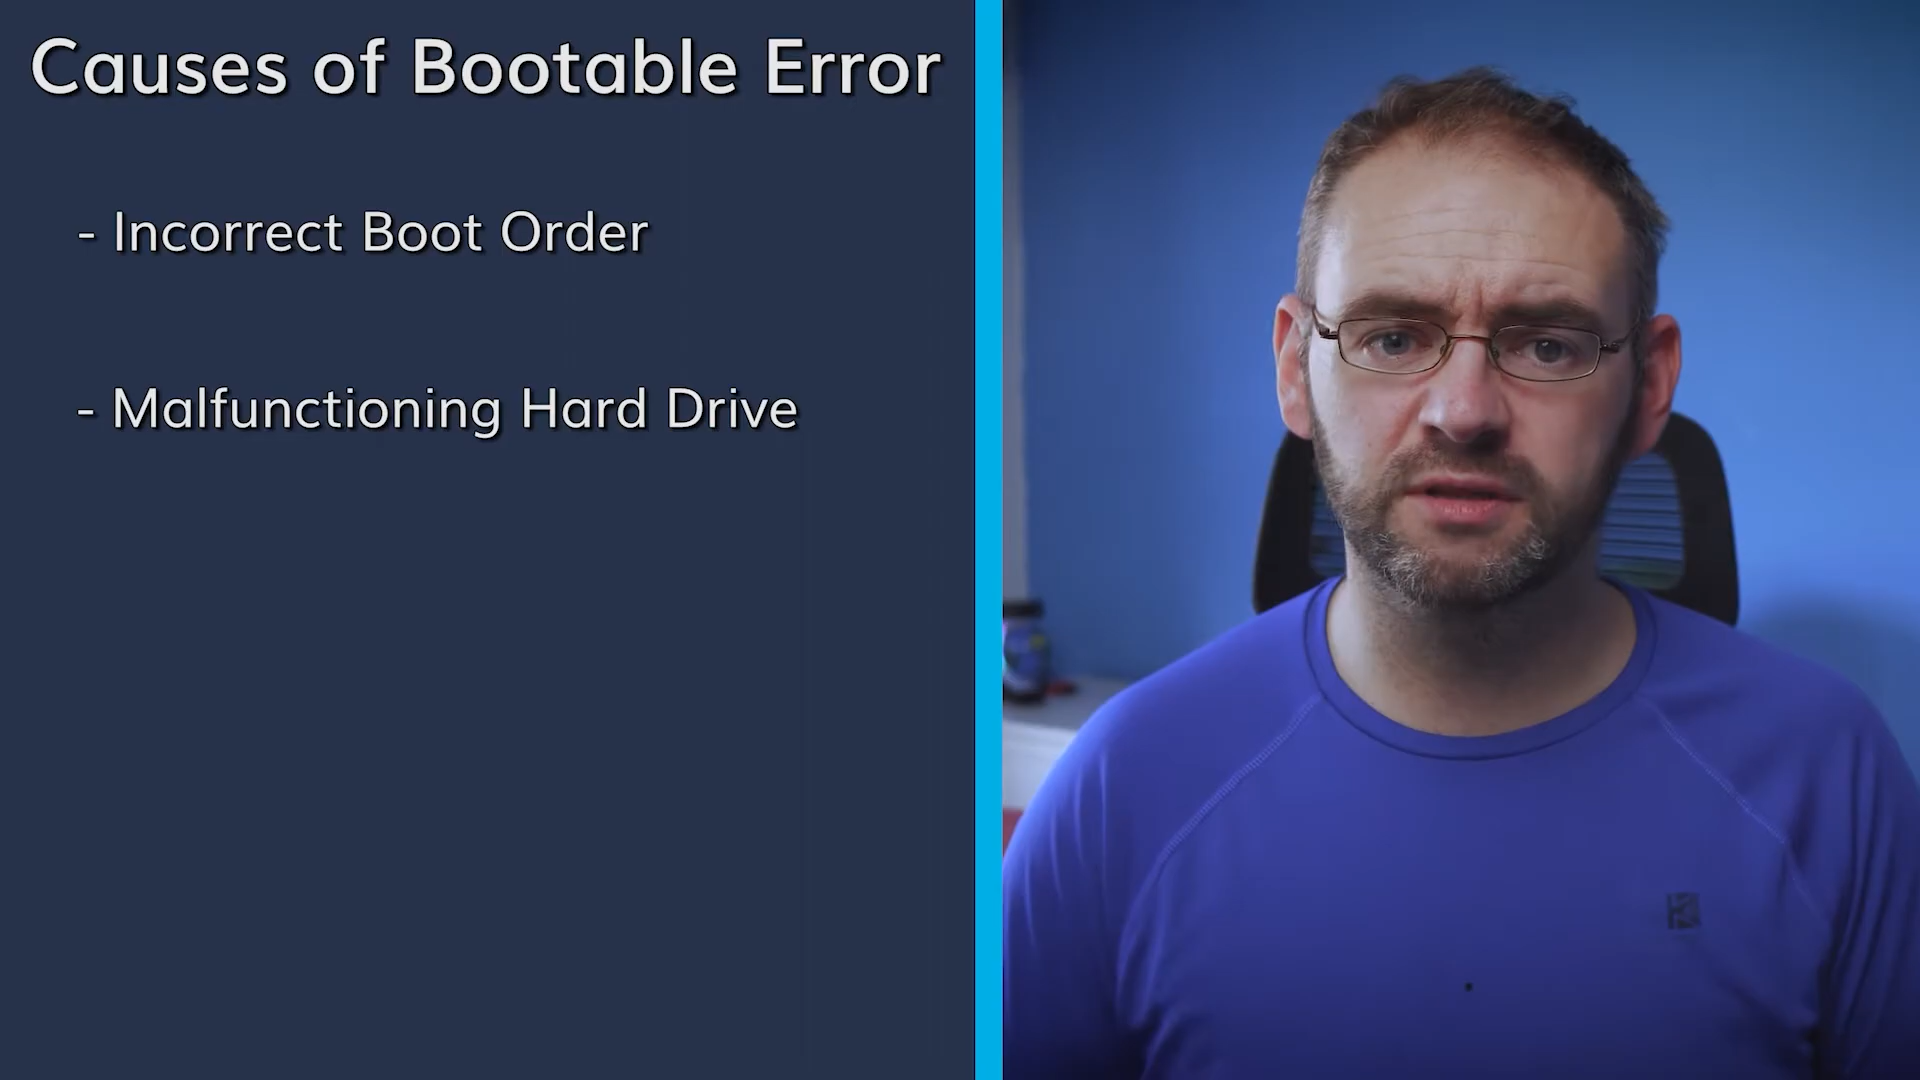 Causes of Bootable Error
- Incorrect Boot Order
- Malfunctioning Hard Drive